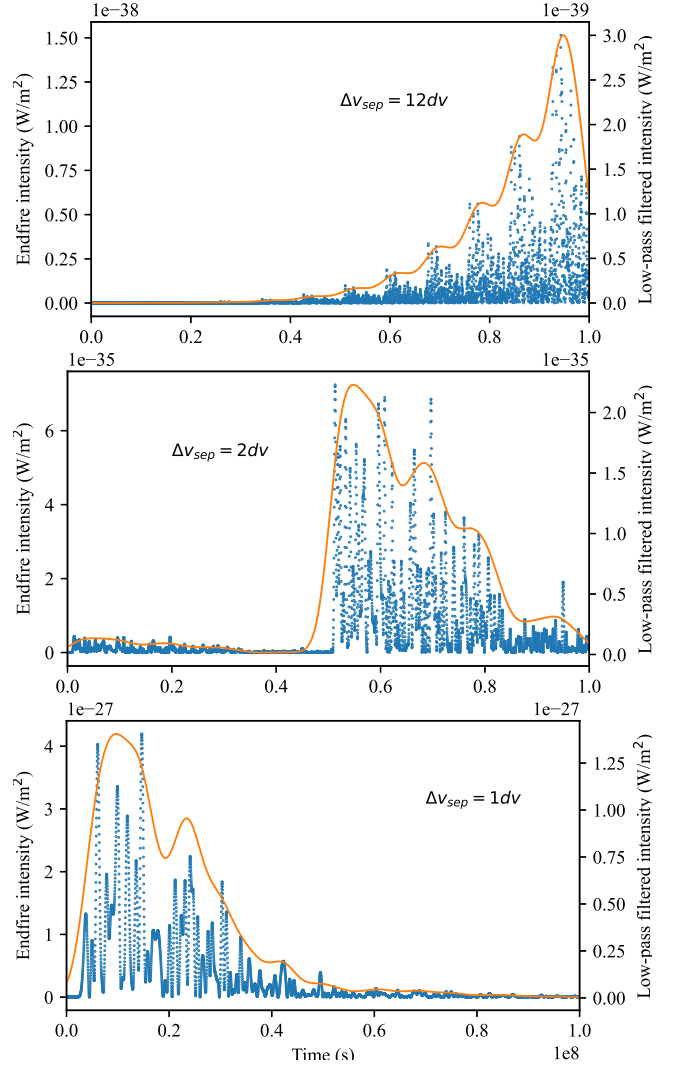 1e−38 1e−39
Endfire intensity (W/m²)
1.50
1.25
1.00
0.75
0.50
0.25
0.00
Δv_sep = 12dv
3.0
2.5
2.0
1.5
1.0
0.5
0.0
Low-pass filtered intensity (W/m²)
0.0 0.2 0.4 0.6 0.8 1.0
1e−35 1e−35
Endfire intensity (W/m²)
6
4
2
0
Δv_sep = 2dv
2.0
1.5
1.0
0.5
0.0
Low-pass filtered intensity (W/m²)
0.0 0.2 0.4 0.6 0.8 1.0
1e−27 1e−27
Endfire intensity (W/m²)
4
3
2
1
0
Δv_sep = 1dv
1.25
1.00
0.75
0.50
0.25
0.00
Low-pass filtered intensity (W/m²)
0.0 0.2 0.4 0.6 0.8 1.0
Time (s) 1e8